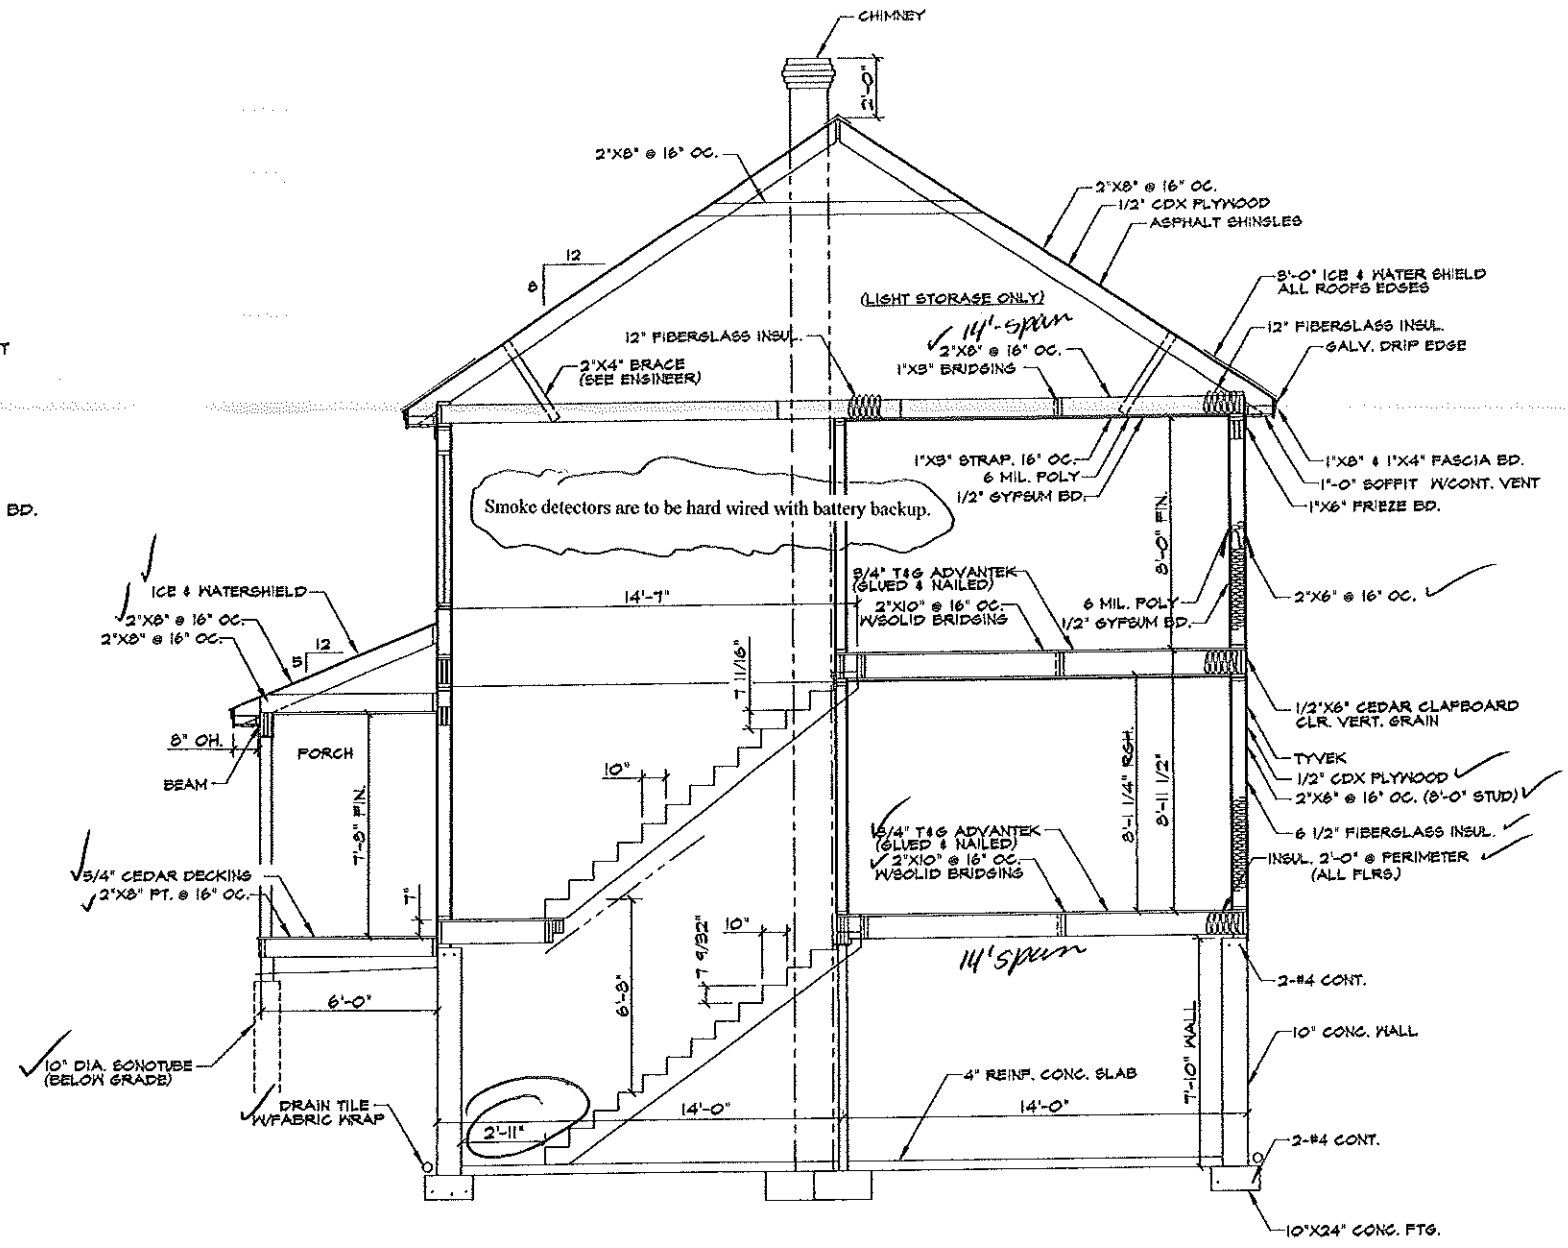 CHIMNEY
2'-0"
2"X8" @ 16" OC.
2"X8" @ 16" OC.
1/2" CDX PLYWOOD
ASPHALT SHINGLES
12
8
(LIGHT STORAGE ONLY)
14'-span
3'-0" ICE & WATER SHIELD
ALL ROOFS EDGES
12" FIBERGLASS INSUL.
2"X8" @ 16" OC.
1"X3" BRIDGING
12" FIBERGLASS INSUL.
GALV. DRIP EDGE
2"X4" BRACE
(SEE ENGINEER)
T
1"X3" STRAP. 16" OC.
6 MIL. POLY
1/2" GYPSUM BD.
1"X8" & 1"X4" FASCIA BD.
1'-0" SOFFIT W/CONT. VENT
1"X6" FRIEZE BD.
BD.
Smoke detectors are to be hard wired with battery backup.
8'-0" FIN.
ICE & WATERSHIELD
2"X8" @ 16" OC.
2"X8" @ 16" OC.
12
5
14'-7"
3/4" T&G ADVANTEK
(GLUED & NAILED)
2"X10" @ 16" OC.
W/SOLID BRIDGING
6 MIL. POLY
1/2" GYPSUM BD.
2"X6" @ 16" OC.
7 11/16"
1/2"X6" CEDAR CLAPBOARD
CLR. VERT. GRAIN
8" OH.
PORCH
BEAM
10"
7'-8" FIN.
8'-1 1/4" RGH.
8'-11 1/2"
TYVEK
1/2" CDX PLYWOOD
2"X6" @ 16" OC. (8'-0" STUD)
6 1/2" FIBERGLASS INSUL.
INSUL. 2'-0" @ PERIMETER
(ALL FLRS.)
3/4" T&G ADVANTEK
(GLUED & NAILED)
2"X10" @ 16" OC.
W/SOLID BRIDGING
5/4" CEDAR DECKING
2"X8" PT. @ 16" OC.
7"
7 9/32"
10"
14' span
6'-0"
6'-8"
2-#4 CONT.
7'-10" WALL
10" CONC. WALL
10" DIA. SONOTUBE
(BELOW GRADE)
4" REINF. CONC. SLAB
DRAIN TILE
W/FABRIC WRAP
2'-11"
14'-0"
14'-0"
2-#4 CONT.
10"X24" CONC. FTG.